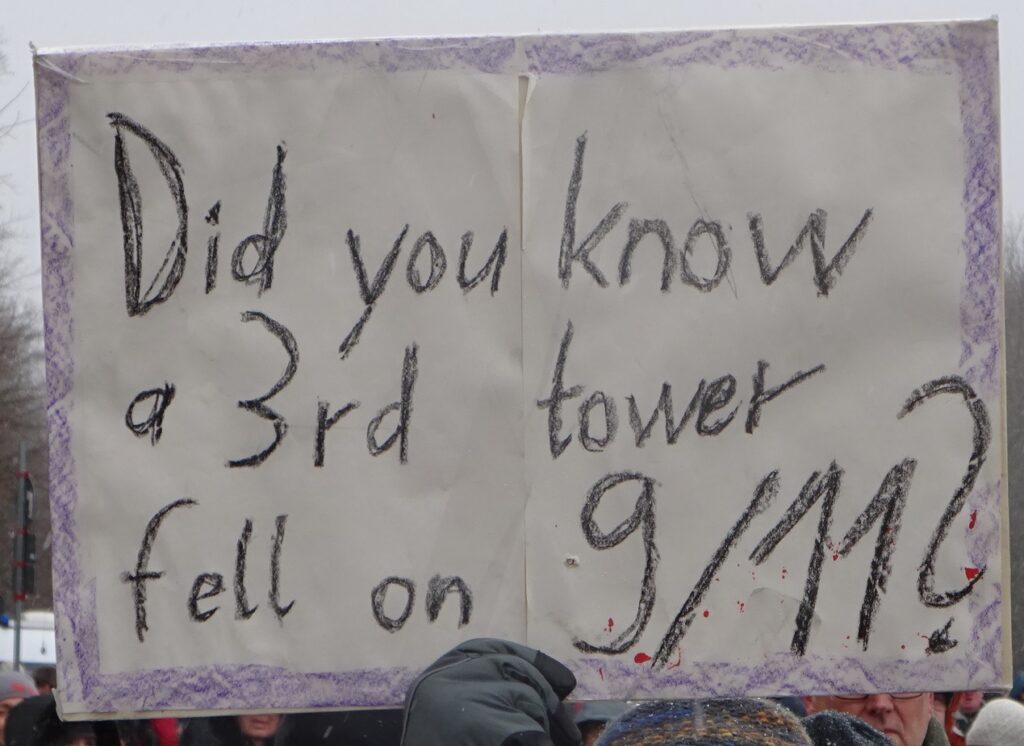 Did you know
a 3rd tower
fell on 9/11?